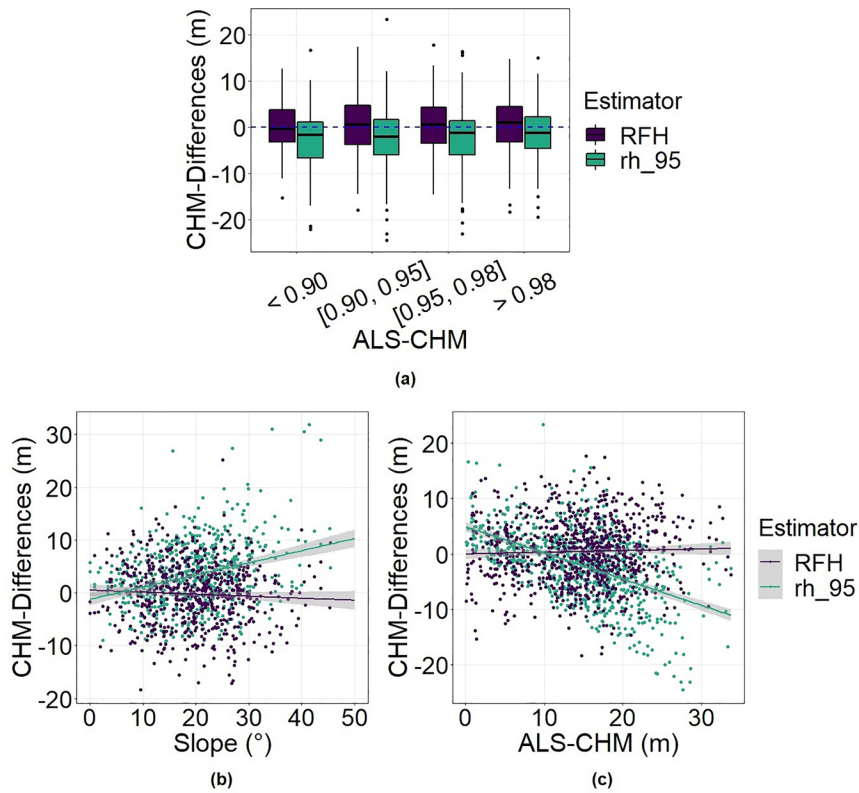 CHM-Differences (m)
20
10
0
-10
-20
< 0.90
[0.90, 0.95]
[0.95, 0.98]
> 0.98
ALS-CHM
Estimator
RFH
rh_95
(a)
CHM-Differences (m)
30
20
10
0
-10
-20
0 10 20 30 40 50
Slope (°)
(b)
CHM-Differences (m)
20
10
0
-10
-20
0 10 20 30
ALS-CHM (m)
(c)
Estimator
RFH
rh_95